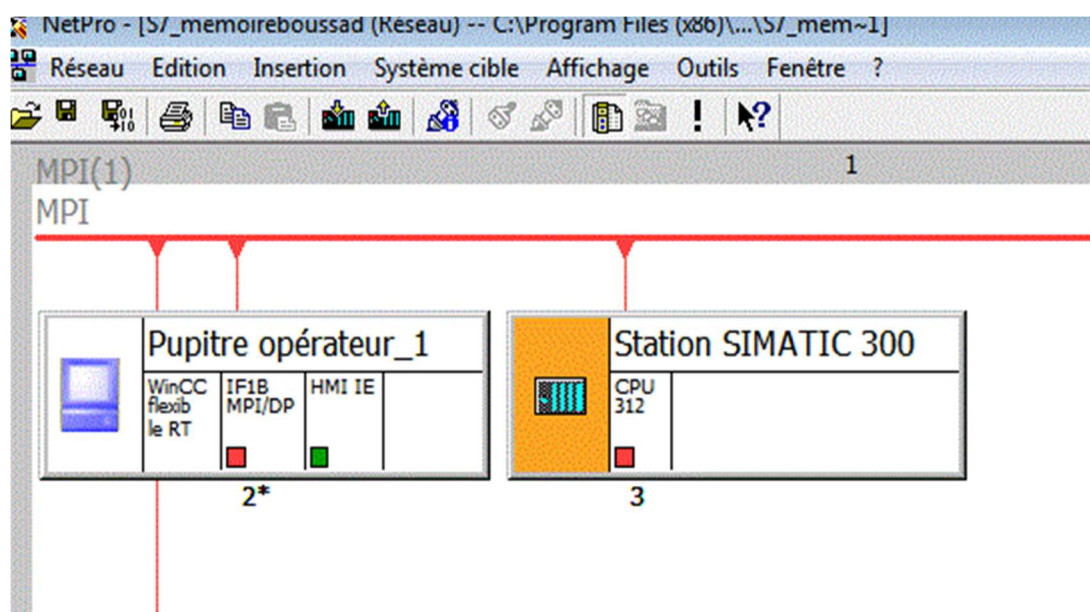 NetPro - [S7_memoireboussad (Réseau) -- C:\Program Files (x86)\...\S7_mem~1]
Réseau Edition Insertion Système cible Affichage Outils Fenêtre ?
MPI(1)
1
MPI
Pupitre opérateur_1
WinCC
flexib
le RT
IF1B
MPI/DP
HMI IE
2*
Station SIMATIC 300
CPU
312
3